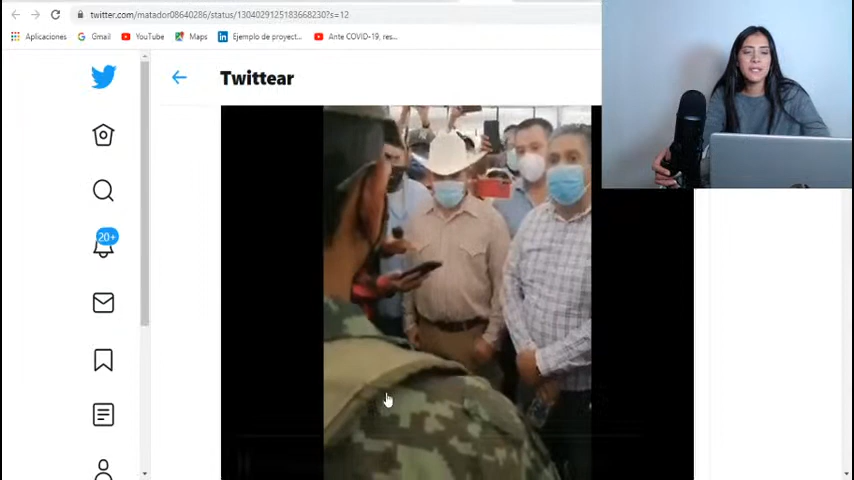 twitter.com/matador08640286/status/1304029125183668230?s=12
Aplicaciones
Gmail
YouTube
Maps
Ejemplo de proyect...
Ante COVID-19, res...
Twittear
20+